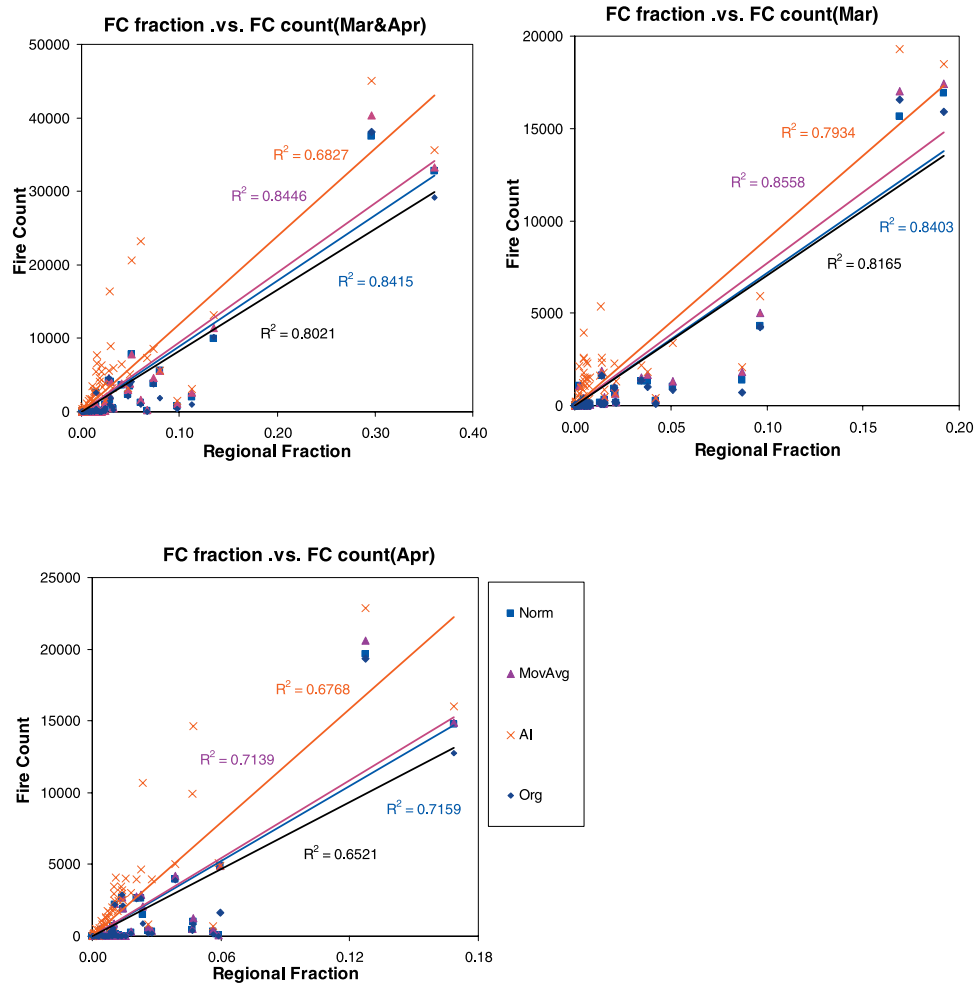 FC fraction .vs. FC count(Mar&Apr)
50000
40000
30000
20000
10000
0
Fire Count
R² = 0.6827
R² = 0.8446
R² = 0.8415
R² = 0.8021
0.00
0.10
0.20
0.30
0.40
Regional Fraction
FC fraction .vs. FC count(Mar)
20000
15000
10000
5000
0
Fire Count
R² = 0.7934
R² = 0.8558
R² = 0.8403
R² = 0.8165
0.00
0.05
0.10
0.15
0.20
Regional Fraction
FC fraction .vs. FC count(Apr)
25000
20000
15000
10000
5000
0
Fire Count
R² = 0.6768
R² = 0.7139
R² = 0.7159
R² = 0.6521
0.00
0.06
0.12
0.18
Regional Fraction
Norm
MovAvg
AI
Org